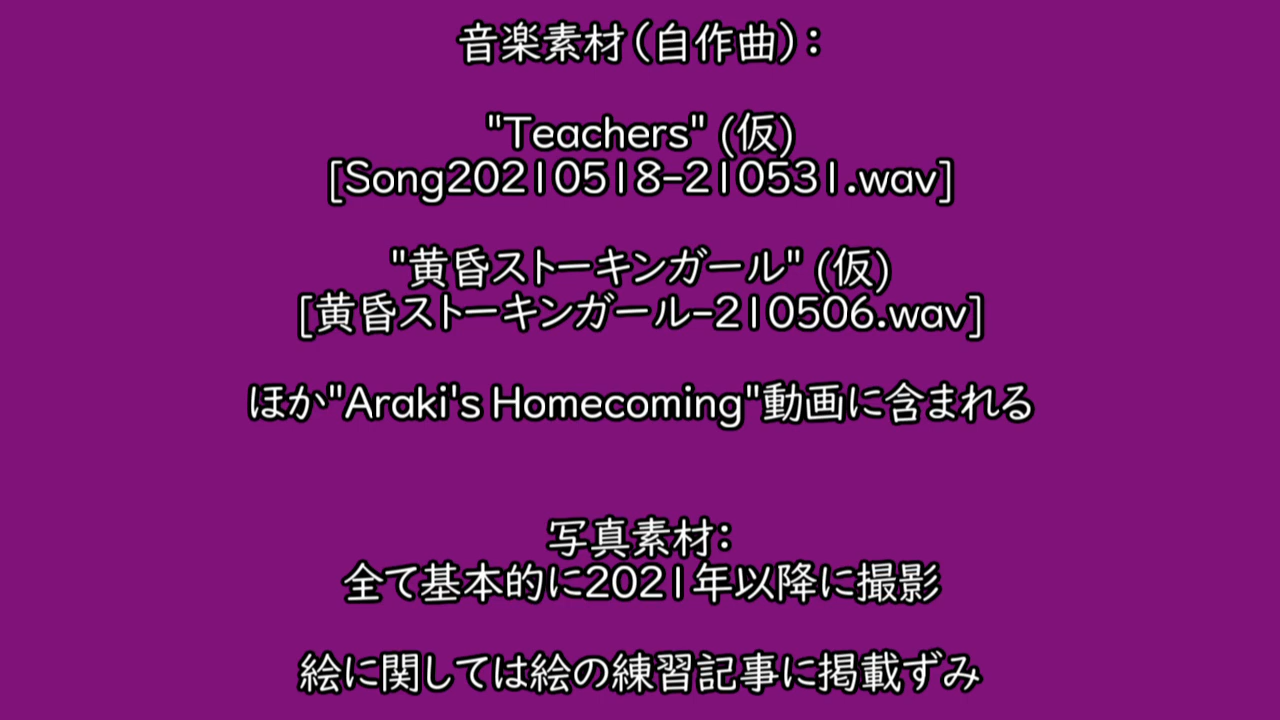 音楽素材（自作曲）：
"Teachers" (仮)
[Song20210518-210531.wav]
"黄昏ストーキンガール" (仮)
[黄昏ストーキンガール-210506.wav]
ほか"Araki's Homecoming"動画に含まれる
写真素材：
全て基本的に2021年以降に撮影
絵に関しては絵の練習記事に掲載ずみ